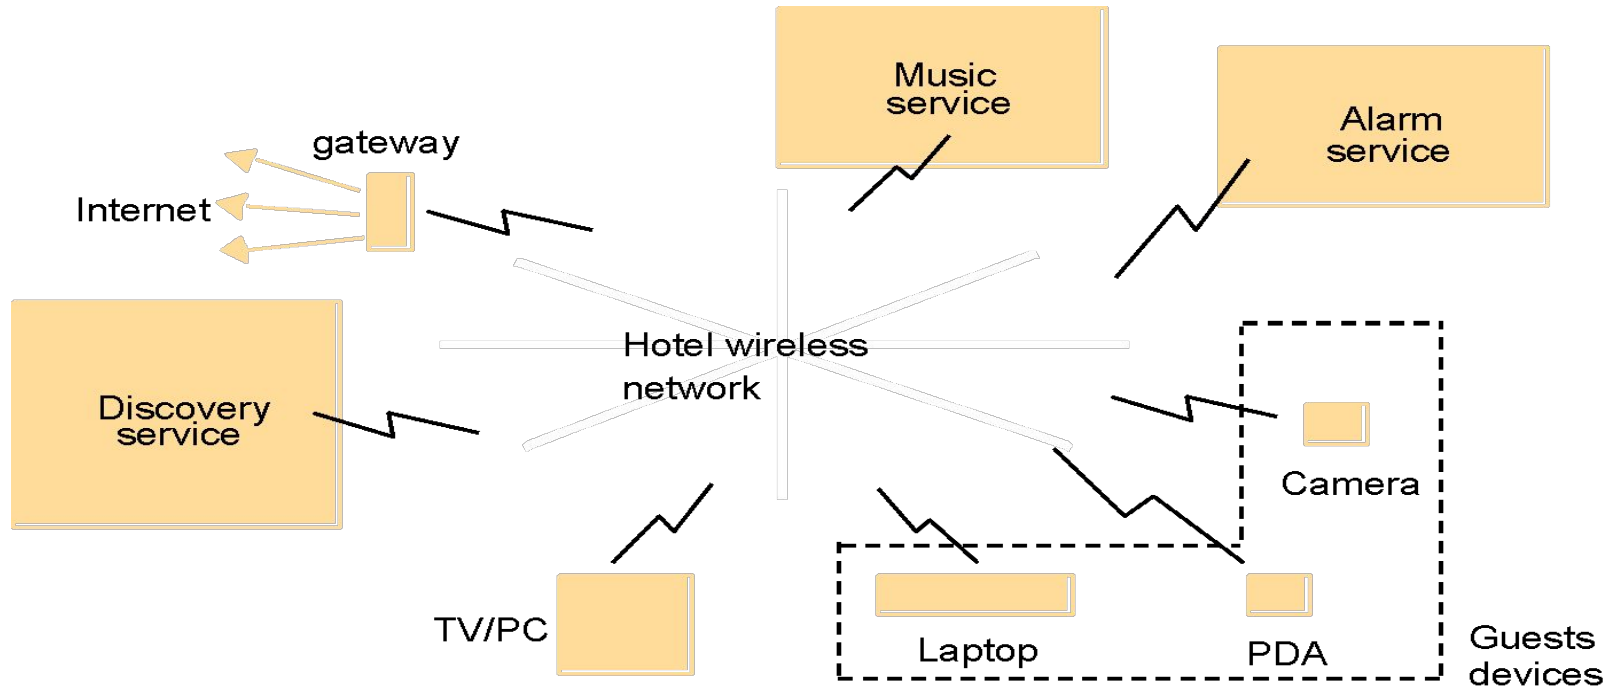 Music
service
Alarm
service
gateway
Internet
Hotel wireless
network
Discovery
service
Camera
TV/PC
Laptop
PDA
Guests
devices